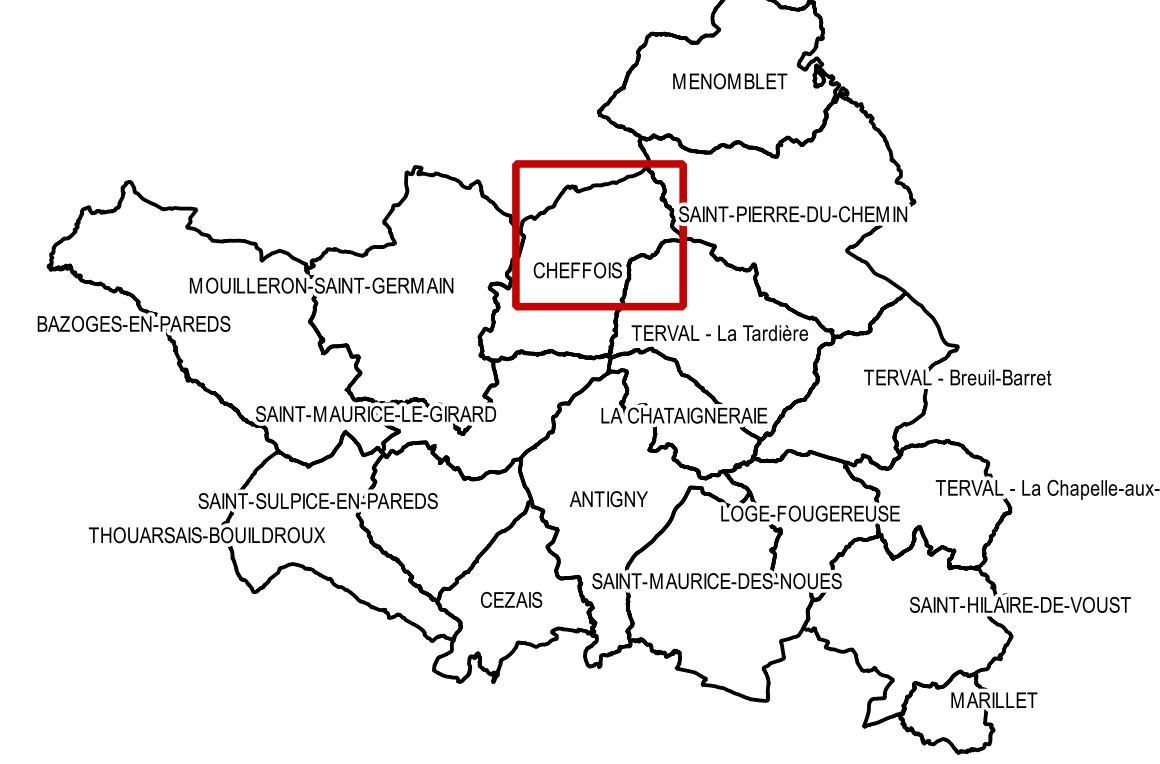 MENOMBLET
SAINT-PIERRE-DU-CHEMIN
CHEFFOIS
MOUILLERON-SAINT-GERMAIN
BAZOGES-EN-PAREDS
TERVAL - La Tardière
TERVAL - Breuil-Barret
SAINT-MAURICE-LE-GIRARD
LA CHATAIGNERAIE
TERVAL - La Chapelle-aux-
SAINT-SULPICE-EN-PAREDS
ANTIGNY
LOGE-FOUGEREUSE
THOUARSAIS-BOUILDROUX
SAINT-MAURICE-DES-NOUES
CEZAIS
SAINT-HILAIRE-DE-VOUST
MARILLET